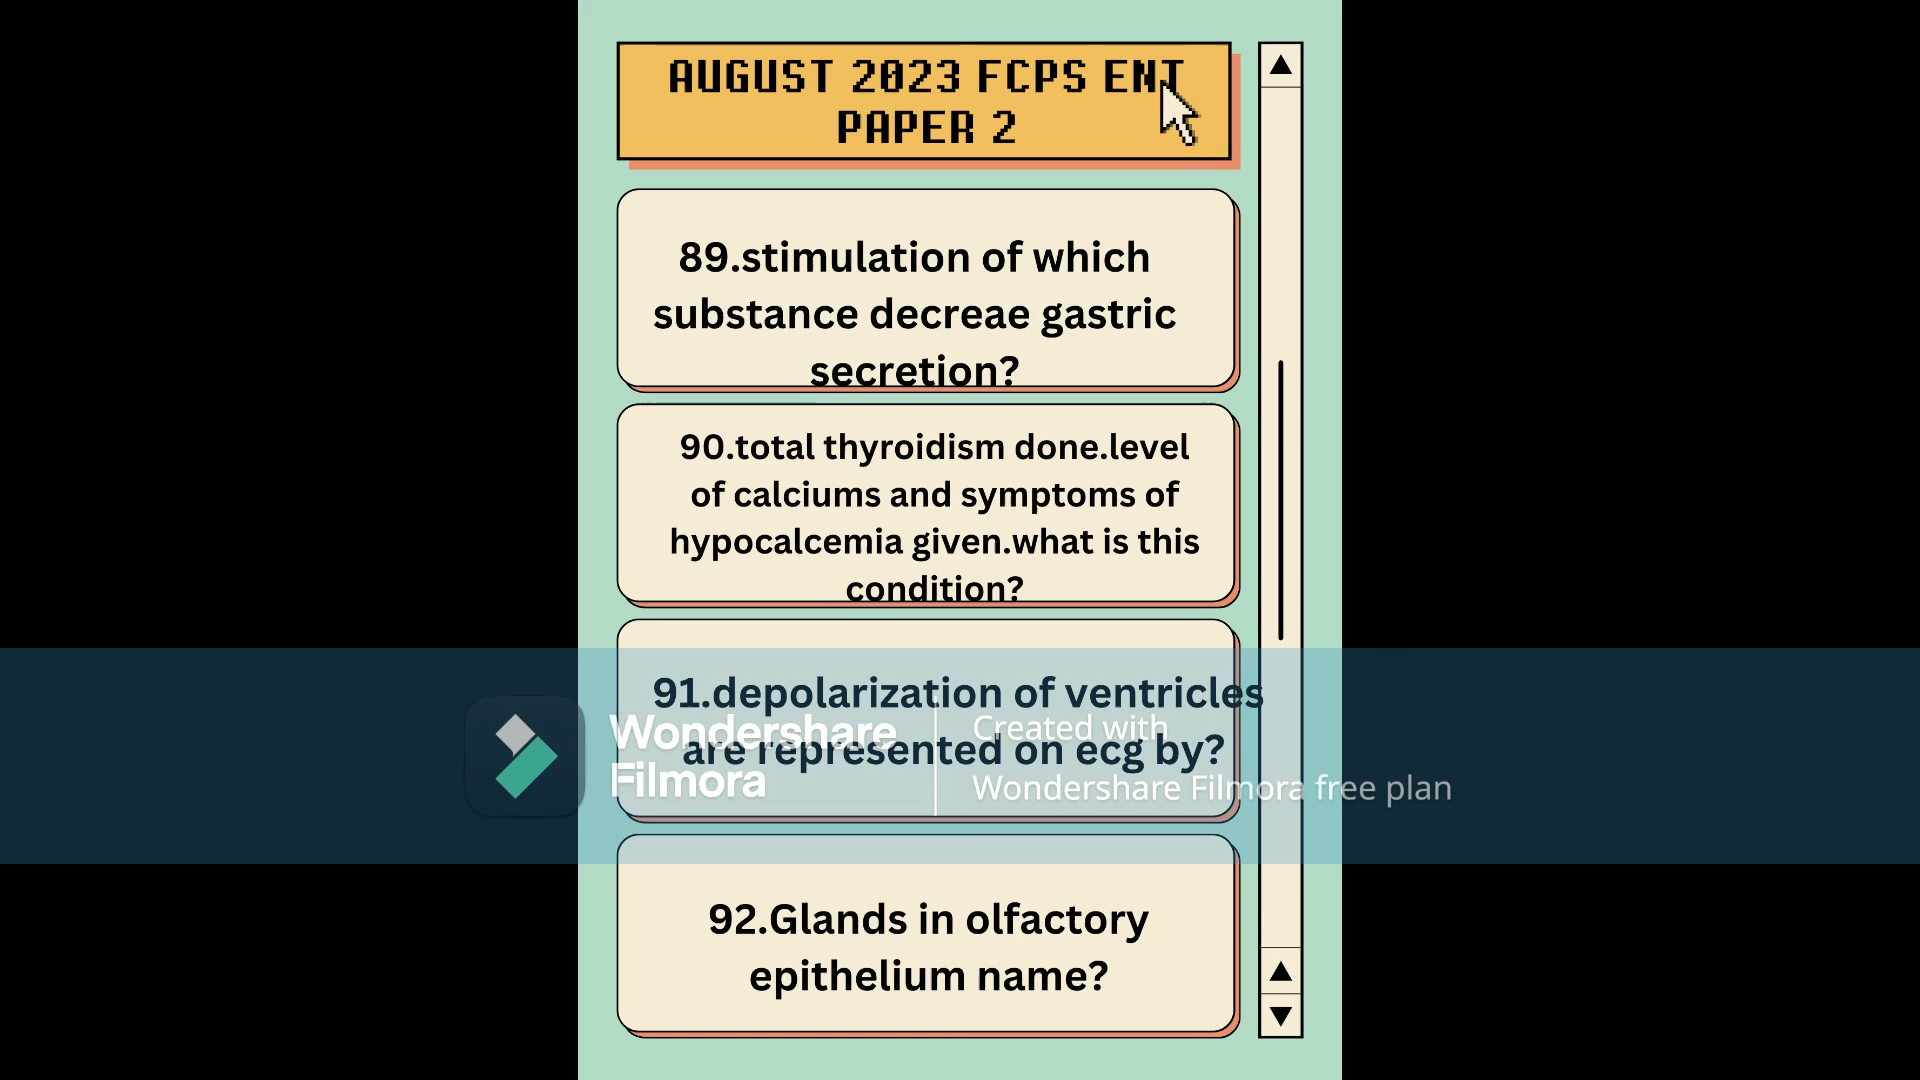 AUGUST 2023 FCPS ENT
PAPER 2
89.stimulation of which
substance decreae gastric
secretion?
90.total thyroidism done.level
of calciums and symptoms of
hypocalcemia given.what is this
condition?
91.depolarization of ventricles
are represented on ecg by?
Wondershare
Filmora
Created with
Wondershare Filmora free plan
92.Glands in olfactory
epithelium name?